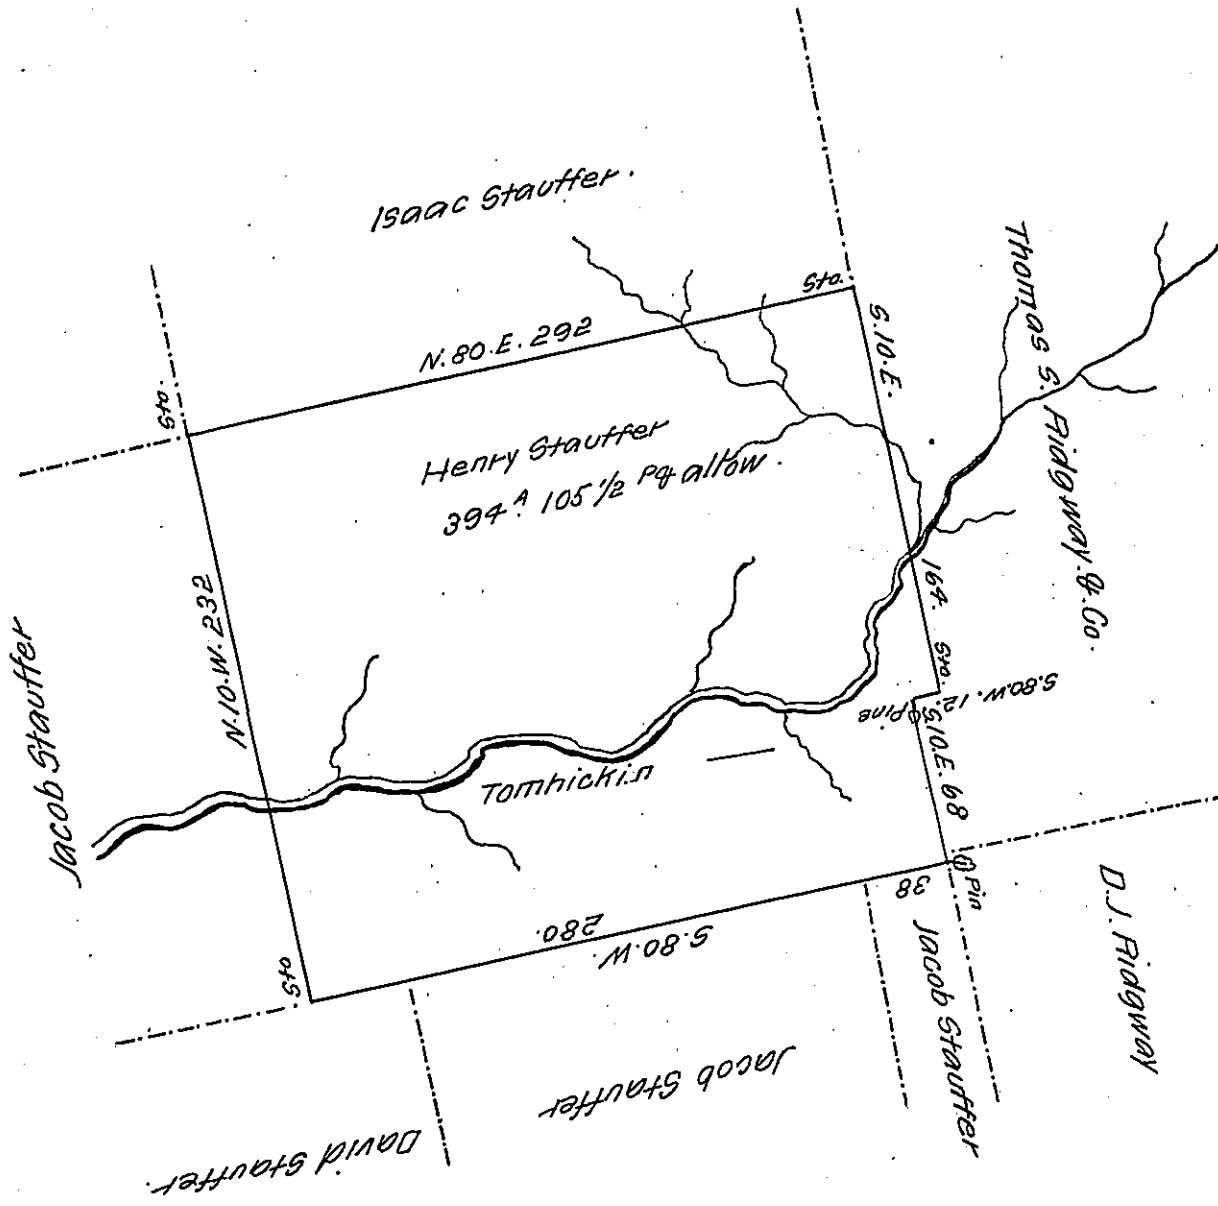 Isaac Stauffer.
Sto.
N. 80. E. 292
Sto.
S. 10. E.
Thomas S. Ridgway. & Co.
Henry Stauffer
394 A. 105 1/2 Ps & allow.
N. 10. W. 232
164.
Sto.
S. 80. W. 12.
Pine
S. 10. E. 68
Jacob Stauffer
Tomhickin
Pin
38
280.
S. 80. W.
Sto
D. J. Ridgway
Jacob Stauffer
Jacob Stauffer
David Stauffer.